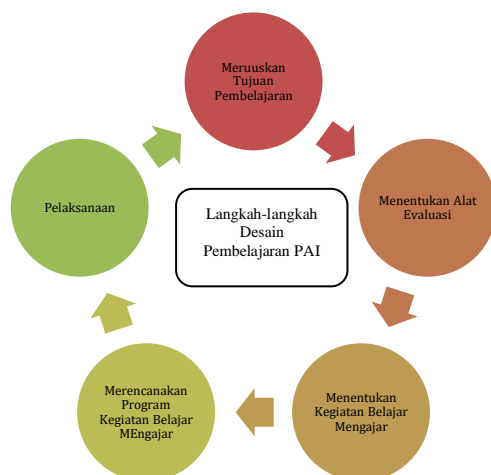 Meruuskan
Tujuan
Pembelajaran
Menentukan Alat
Evaluasi
Menentukan
Kegiatan Belajar
Mengajar
Merencanakan
Program
Kegiatan Belajar
MEngajar
Pelaksanaan
Langkah-langkah
Desain
Pembelajaran PAI